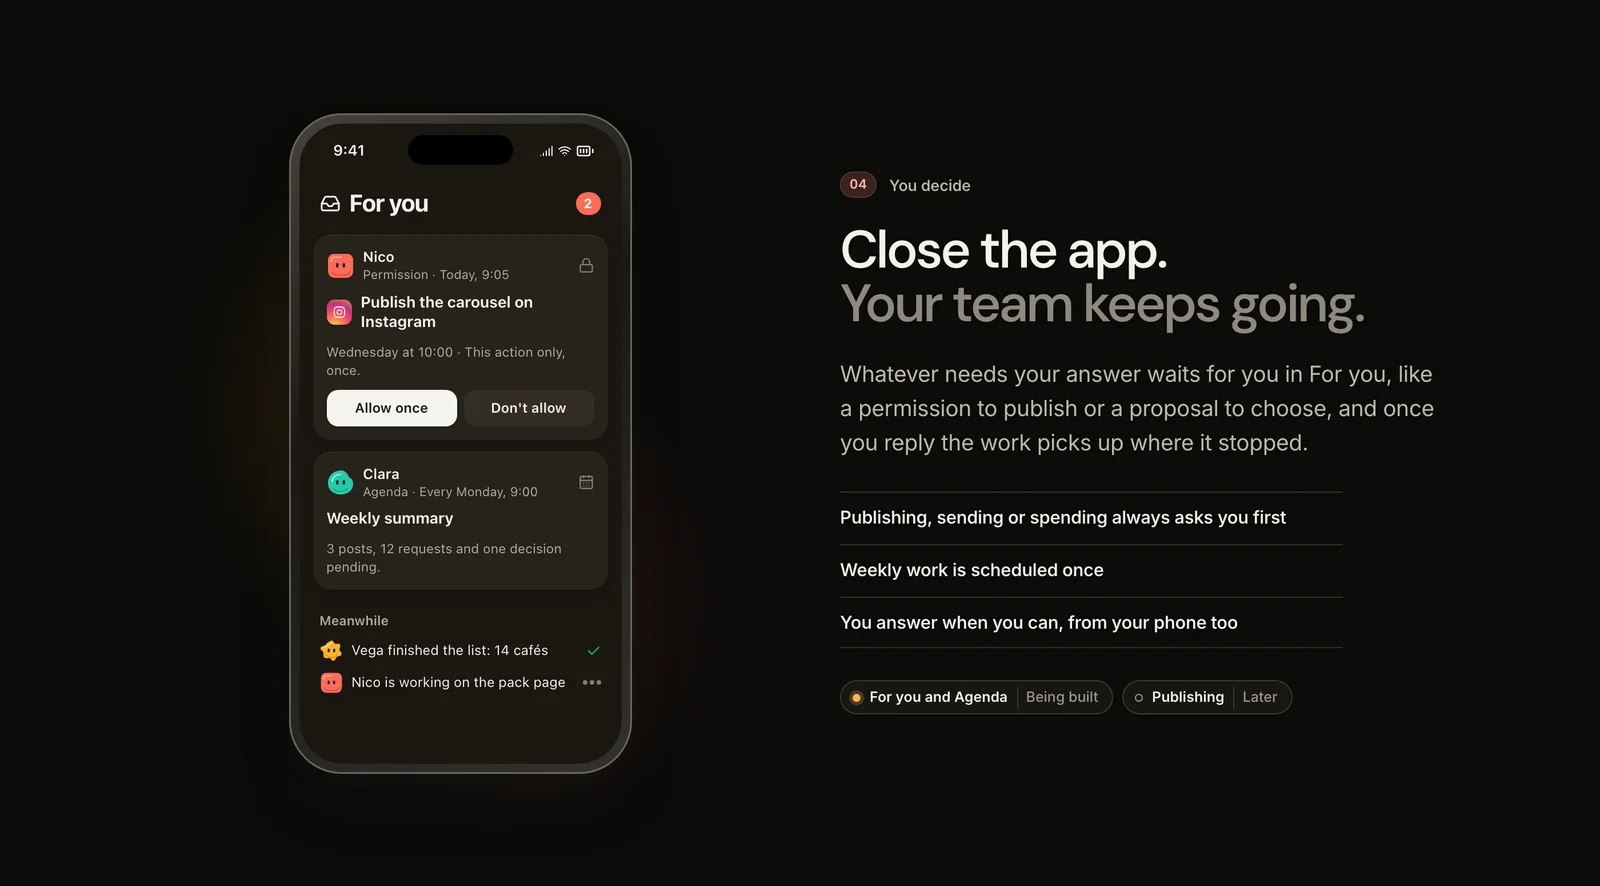 9:41
For you
2
Nico
Permission · Today, 9:05
Publish the carousel on
Instagram
Wednesday at 10:00 · This action only,
once.
Allow once
Don't allow
Clara
Agenda · Every Monday, 9:00
Weekly summary
3 posts, 12 requests and one decision
pending.
Meanwhile
Vega finished the list: 14 cafés
Nico is working on the pack page
04
You decide
Close the app.
Your team keeps going.
Whatever needs your answer waits for you in For you, like
a permission to publish or a proposal to choose, and once
you reply the work picks up where it stopped.
Publishing, sending or spending always asks you first
Weekly work is scheduled once
You answer when you can, from your phone too
For you and Agenda
Being built
Publishing
Later